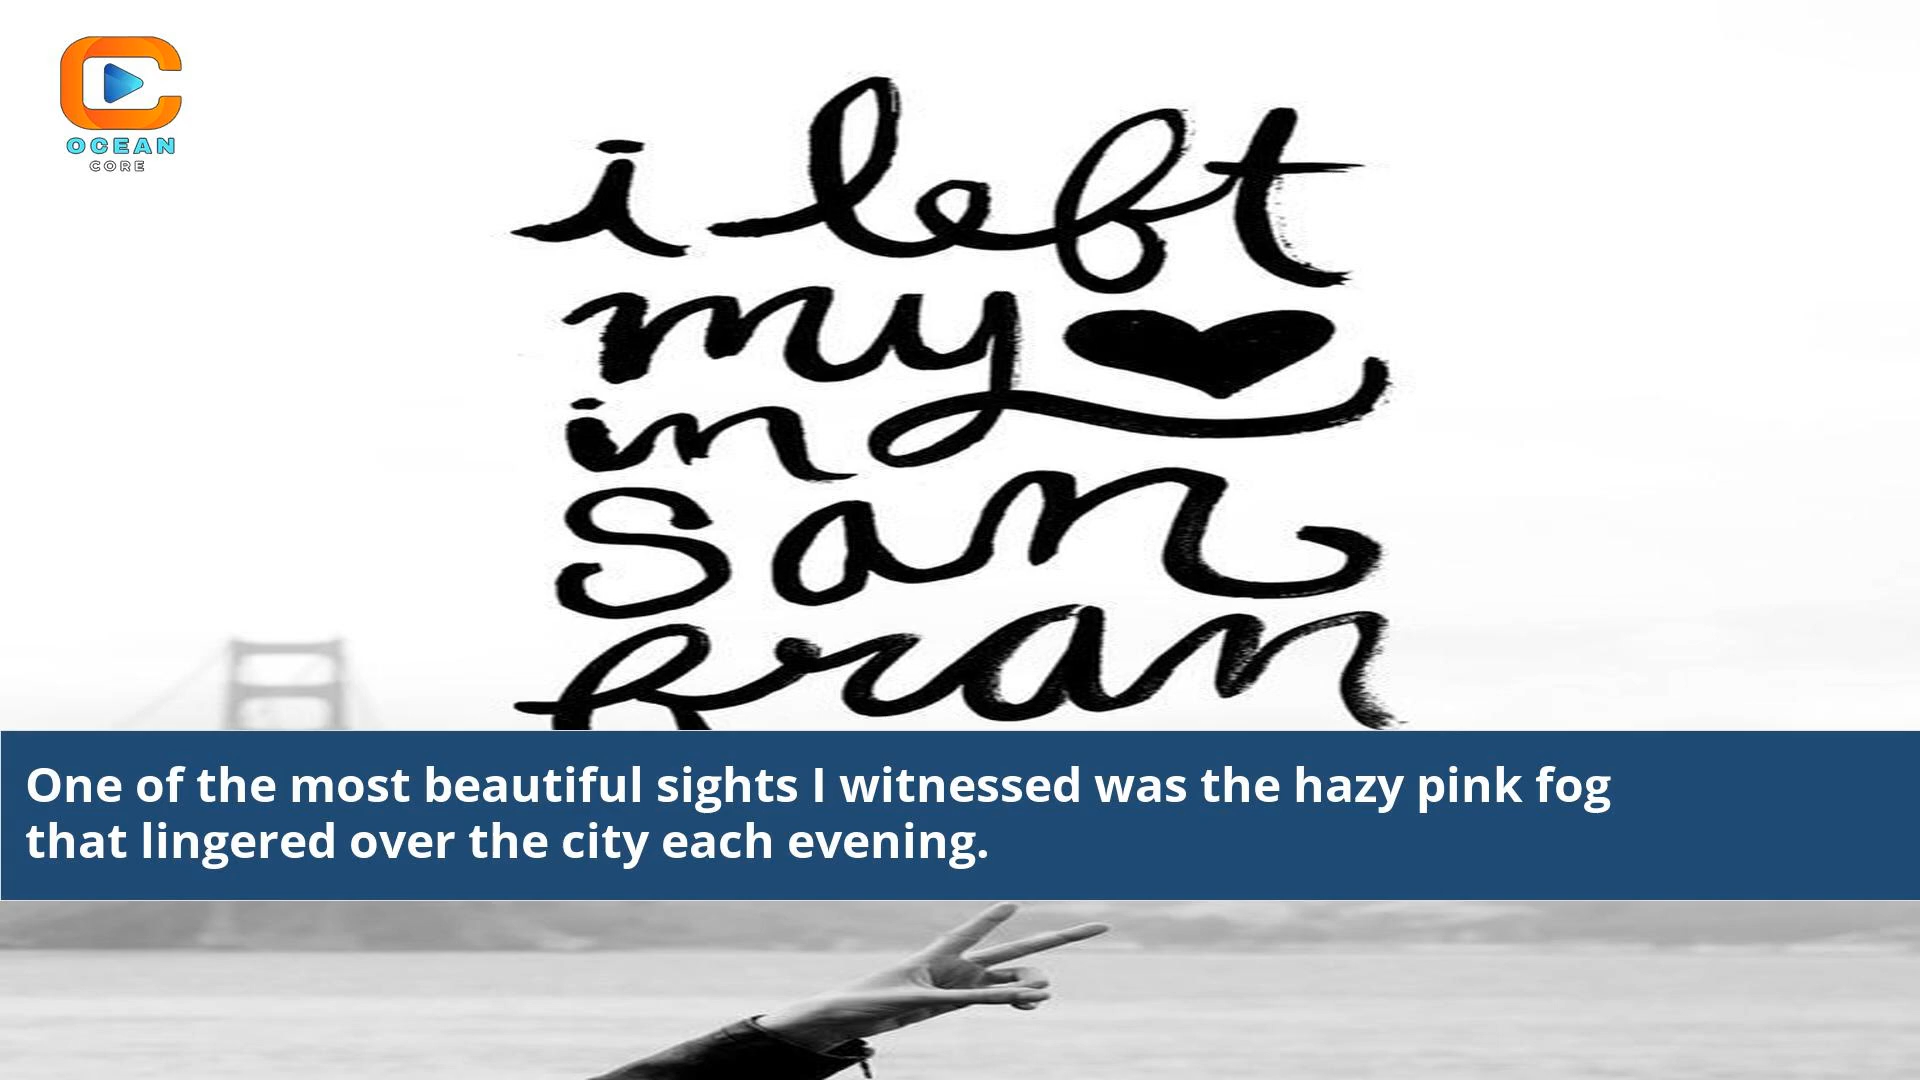 OCEAN
CORE
i left
my
in
San
Fran
One of the most beautiful sights I witnessed was the hazy pink fog
that lingered over the city each evening.